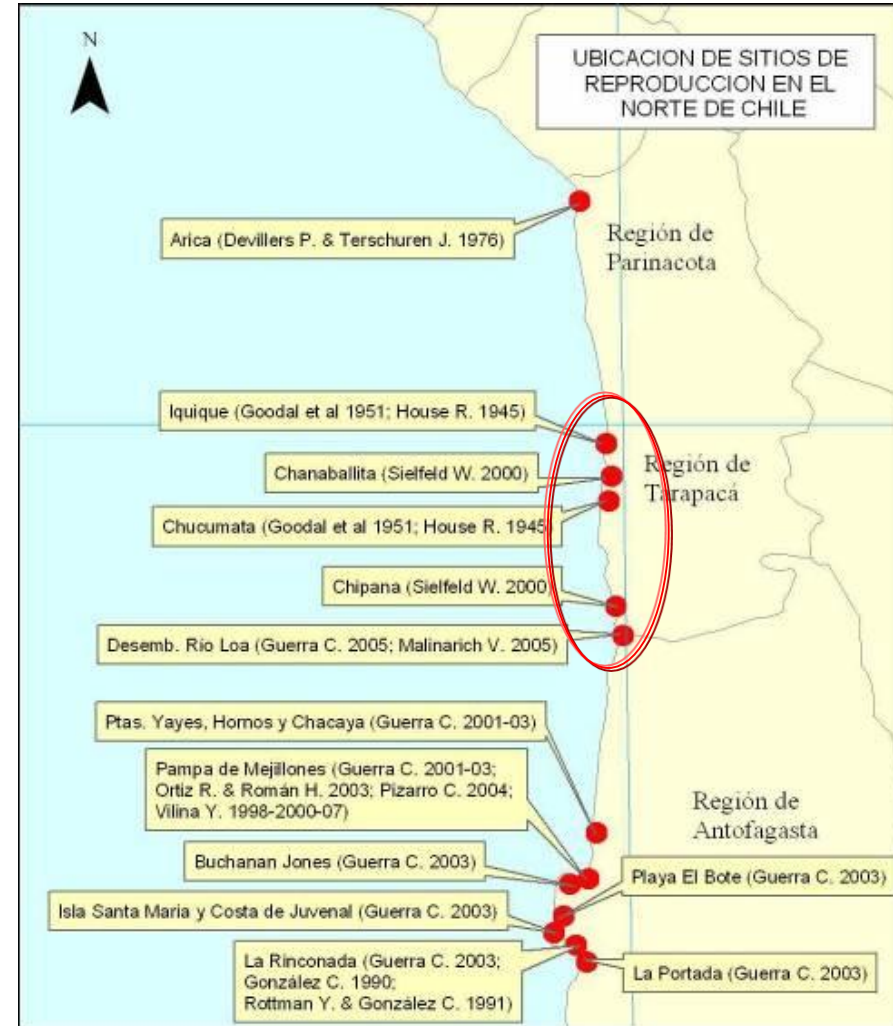 N
UBICACION DE SITIOS DE
REPRODUCCION EN EL
NORTE DE CHILE
Arica (Devillers P. & Terschuren J. 1976)
Región de
Parinacota
Iquique (Goodal et al 1951; House R. 1945)
Chanaballita (Sielfeld W. 2000)
Región de
Tarapacá
Chucumata (Goodal et al 1951; House R. 1945)
Chipana (Sielfeld W. 2000)
Desemb. Río Loa (Guerra C. 2005; Malinarich V. 2005)
Ptas. Yayes, Hornos y Chacaya (Guerra C. 2001-03)
Pampa de Mejillones (Guerra C. 2001-03;
Ortiz R. & Román H. 2003; Pizarro C. 2004;
Vilina Y. 1998-2000-07)
Región de
Antofagasta
Buchanan Jones (Guerra C. 2003)
Playa El Bote (Guerra C. 2003)
Isla Santa Maria y Costa de Juvenal (Guerra C. 2003)
La Rinconada (Guerra C. 2003;
González C. 1990;
Rottman Y. & González C. 1991)
La Portada (Guerra C. 2003)